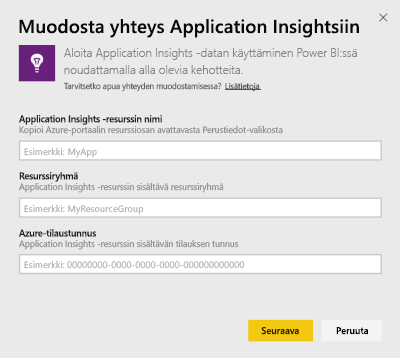 Muodosta yhteys Application Insightsiin
Aloita Application Insights -datan käyttäminen Power BI:ssä
noudattamalla alla olevia kehotteita.
Tarvitsetko apua yhteyden muodostamisessa? Lisätietoja.
Application Insights -resurssin nimi
Kopioi Azure-portaalin resurssiosan avattavasta Perustiedot-valikosta
Esimerkki: MyApp
Resurssiryhmä
Application Insights -resurssin sisältävä resurssiryhmä
Esimerkki: MyResourceGroup
Azure-tilaustunnus
Application Insights -resurssin sisältävän tilauksen tunnus
Esimerkki: 00000000-0000-0000-0000-000000000000
Seuraava
Peruuta